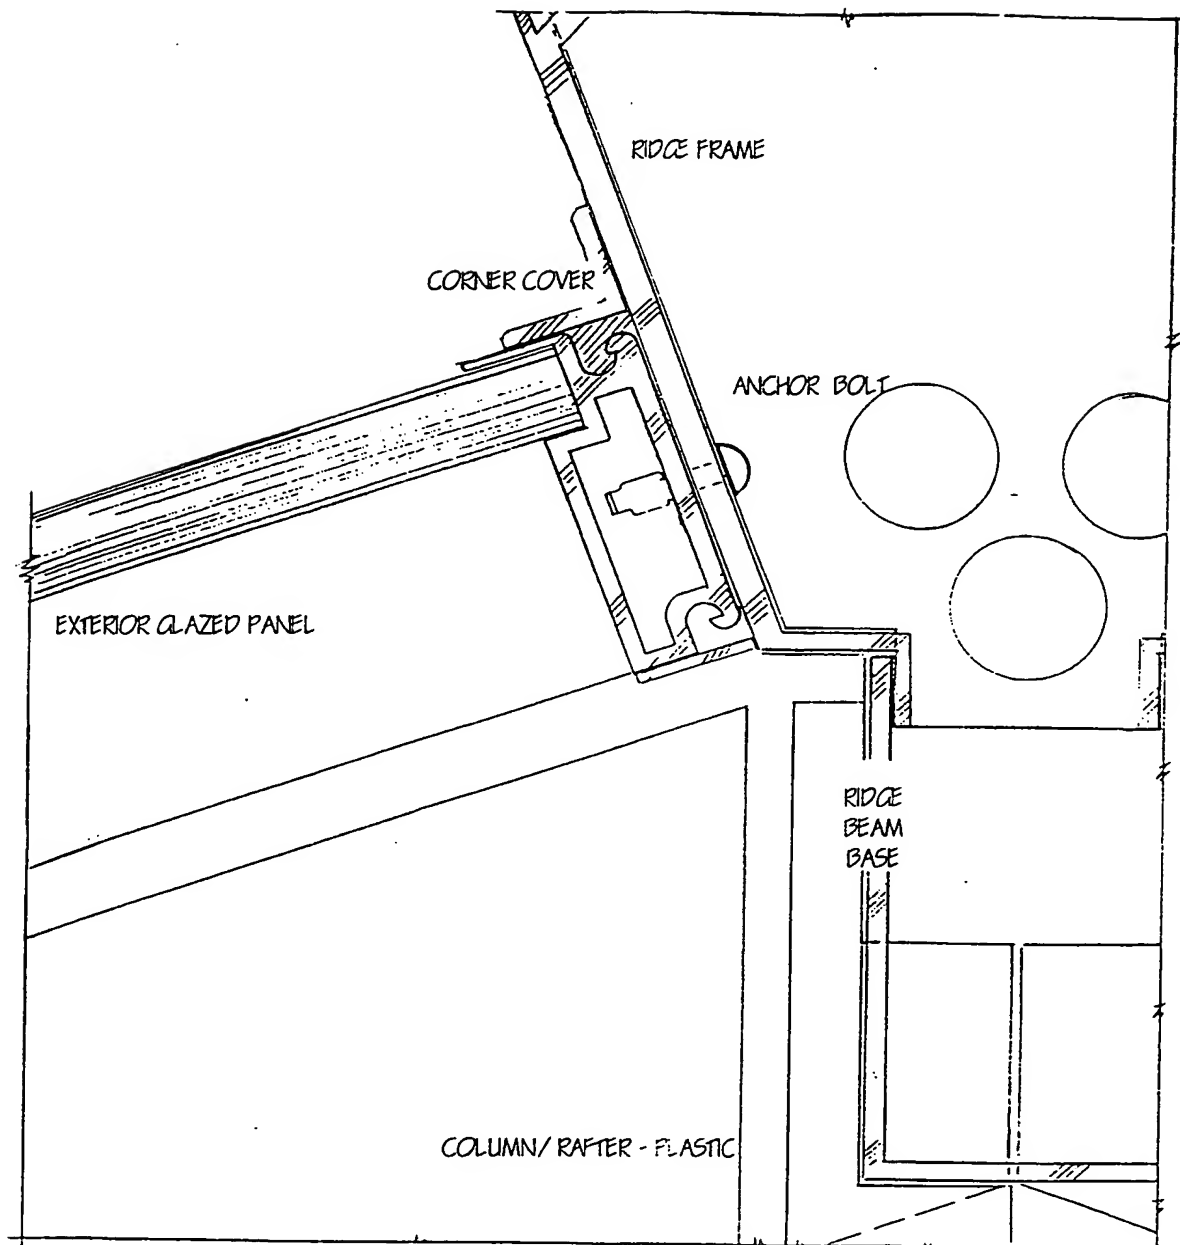 RIDGE FRAME
CORNER COVER
ANCHOR BOLT
EXTERIOR GLAZED PANEL
RIDGE
BEAM
BASE
COLUMN/ RAFTER - PLASTIC